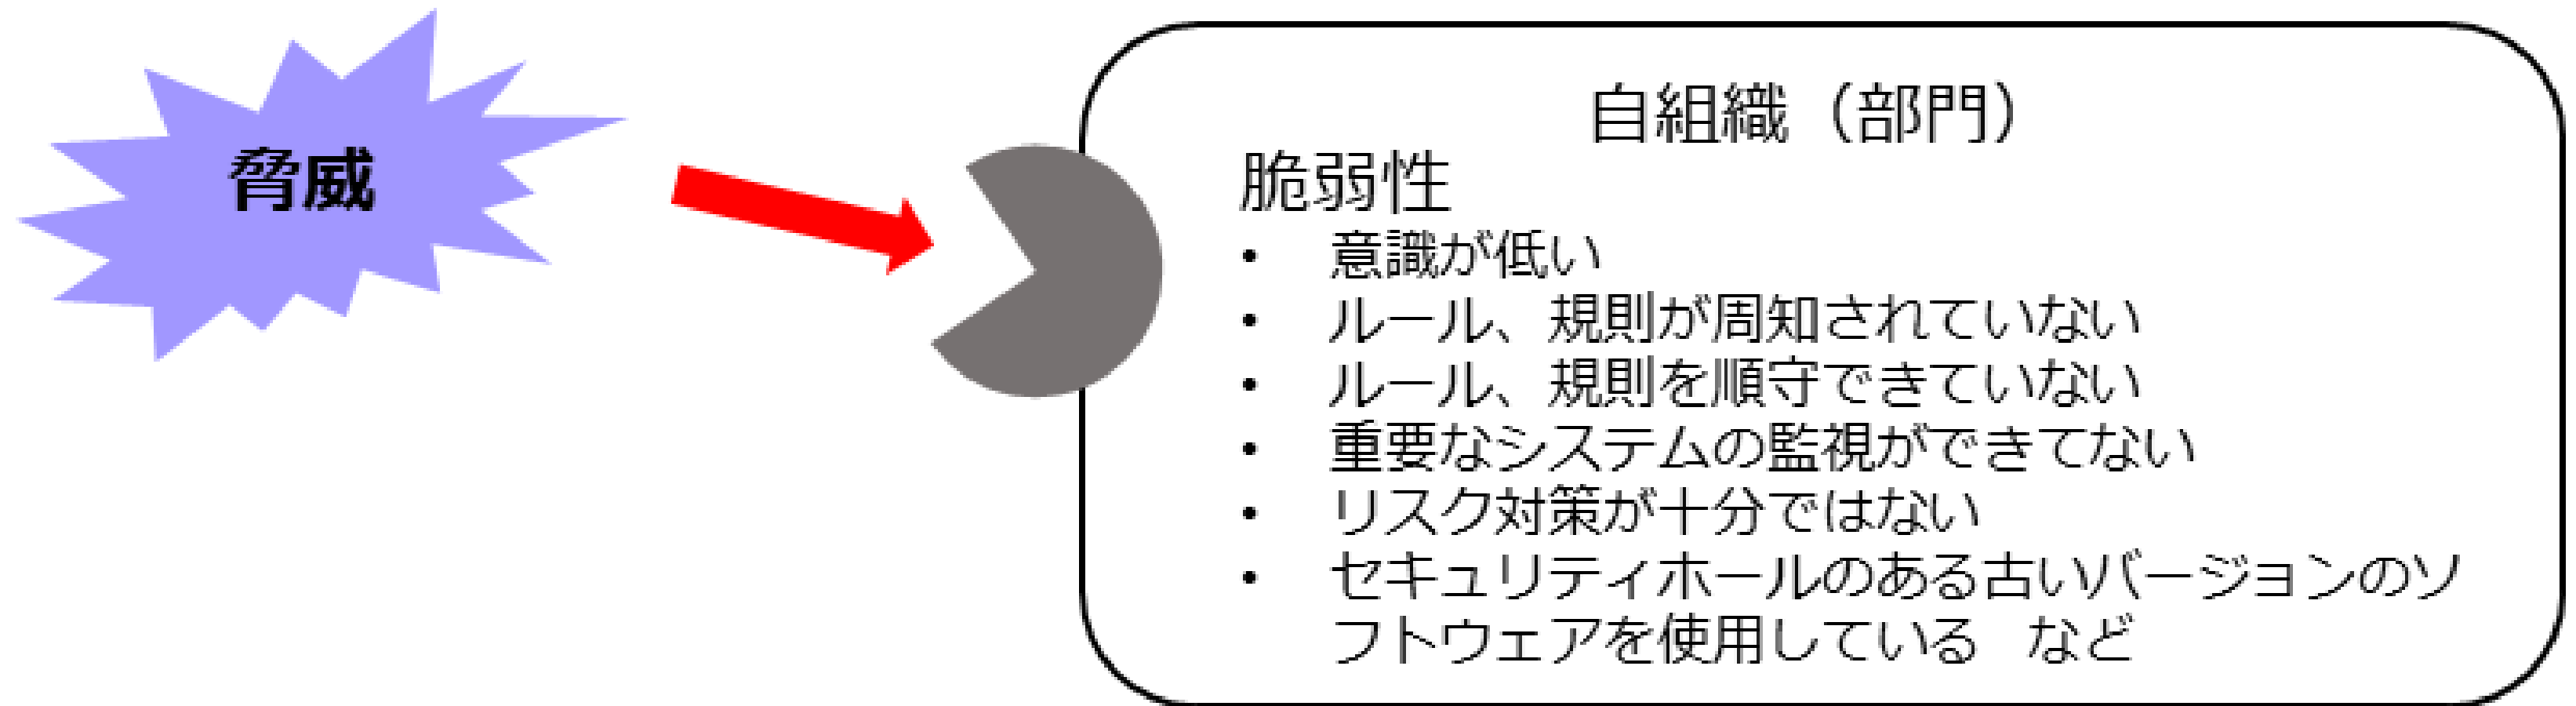 脅威
自組織（部門）
脆弱性
• 意識が低い
• ルール、規則が周知されていない
• ルール、規則を順守できていない
• 重要なシステムの監視ができてない
• リスク対策が十分ではない
• セキュリティホールのある古いバージョンのソ
フトウェアを使用している　など